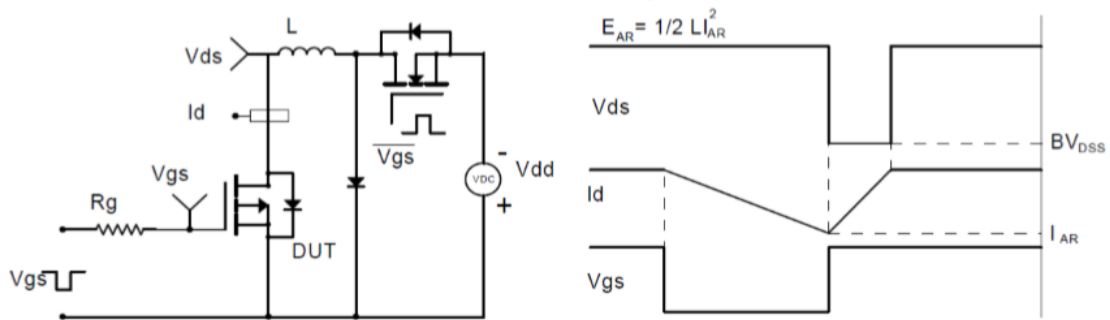 L
Vds
Id
Vgs
Vgs
Rg
DUT
Vgs
VDC
-
+
Vdd
E_AR = 1/2 LI_AR^2
Vds
BV_DSS
Id
I_AR
Vgs